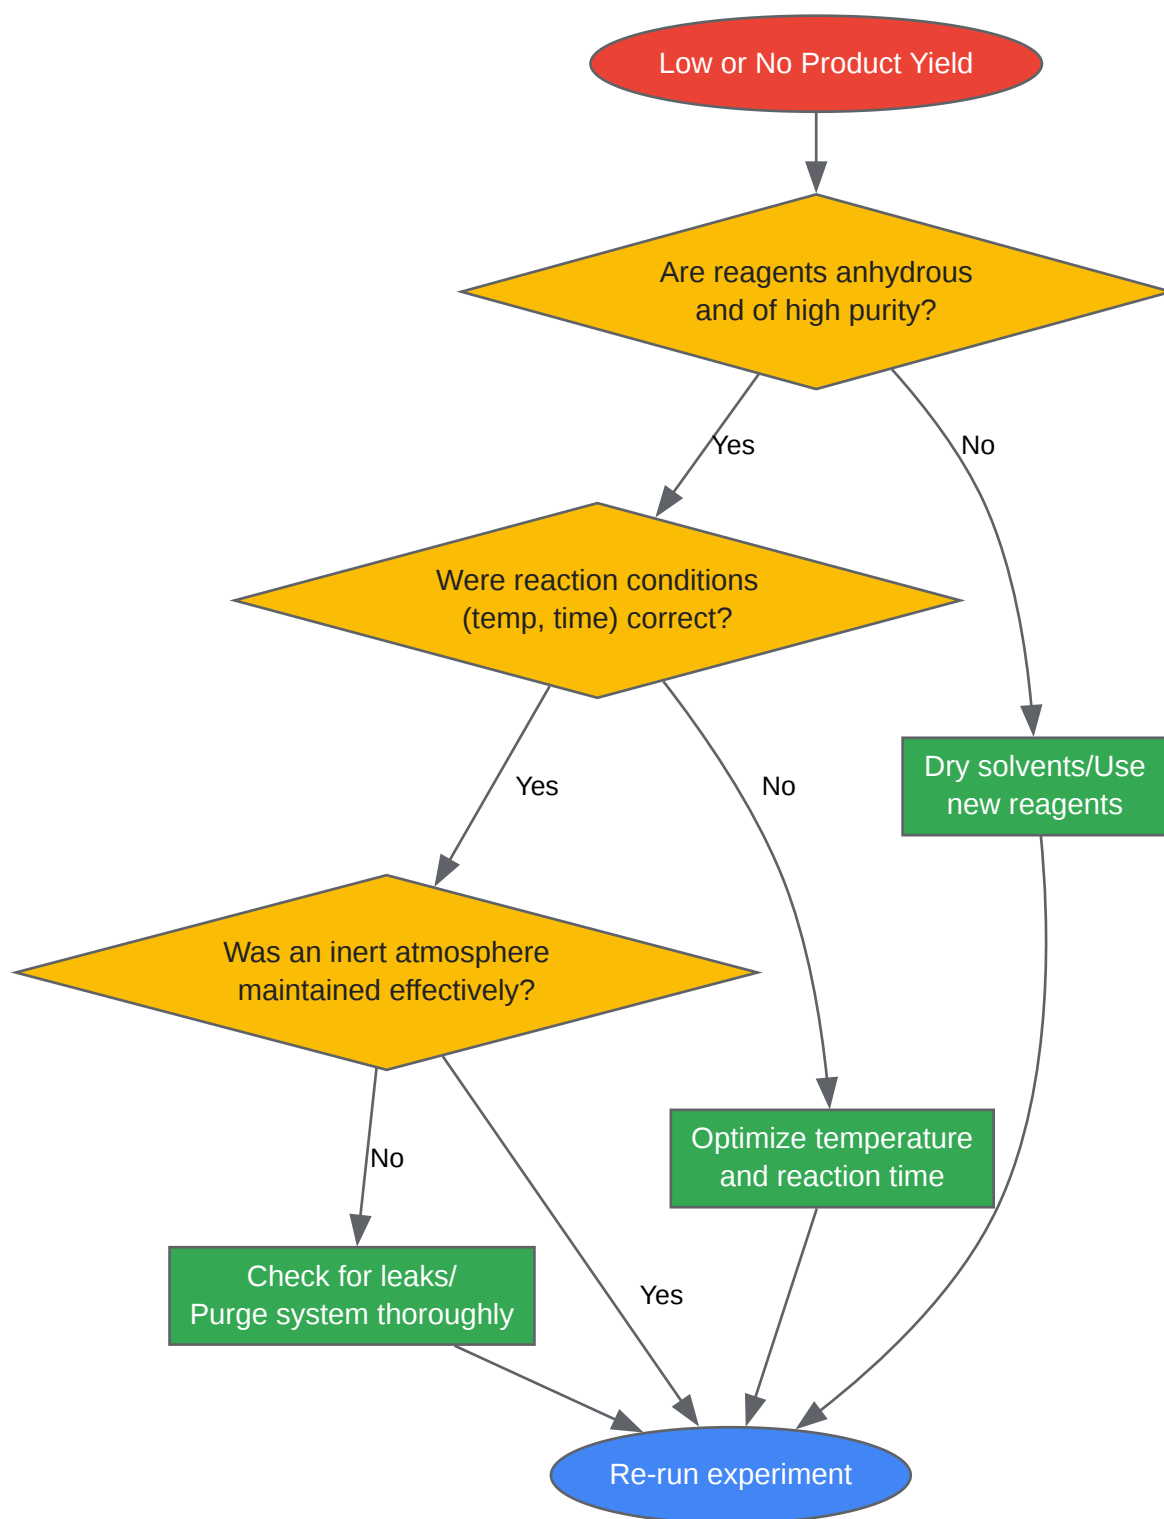 Low or No Product Yield
Are reagents anhydrous
and of high purity?
Yes
No
Were reaction conditions
(temp, time) correct?
Dry solvents/Use
new reagents
Yes
No
Was an inert atmosphere
maintained effectively?
Optimize temperature
and reaction time
No
Check for leaks/
Purge system thoroughly
Yes
Re-run experiment